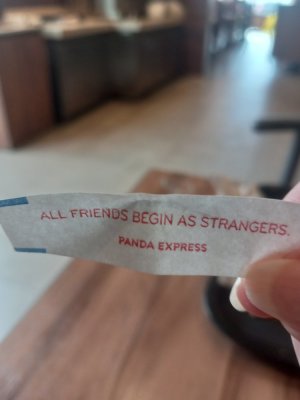 ALL FRIENDS BEGIN AS STRANGERS.
PANDA EXPRESS